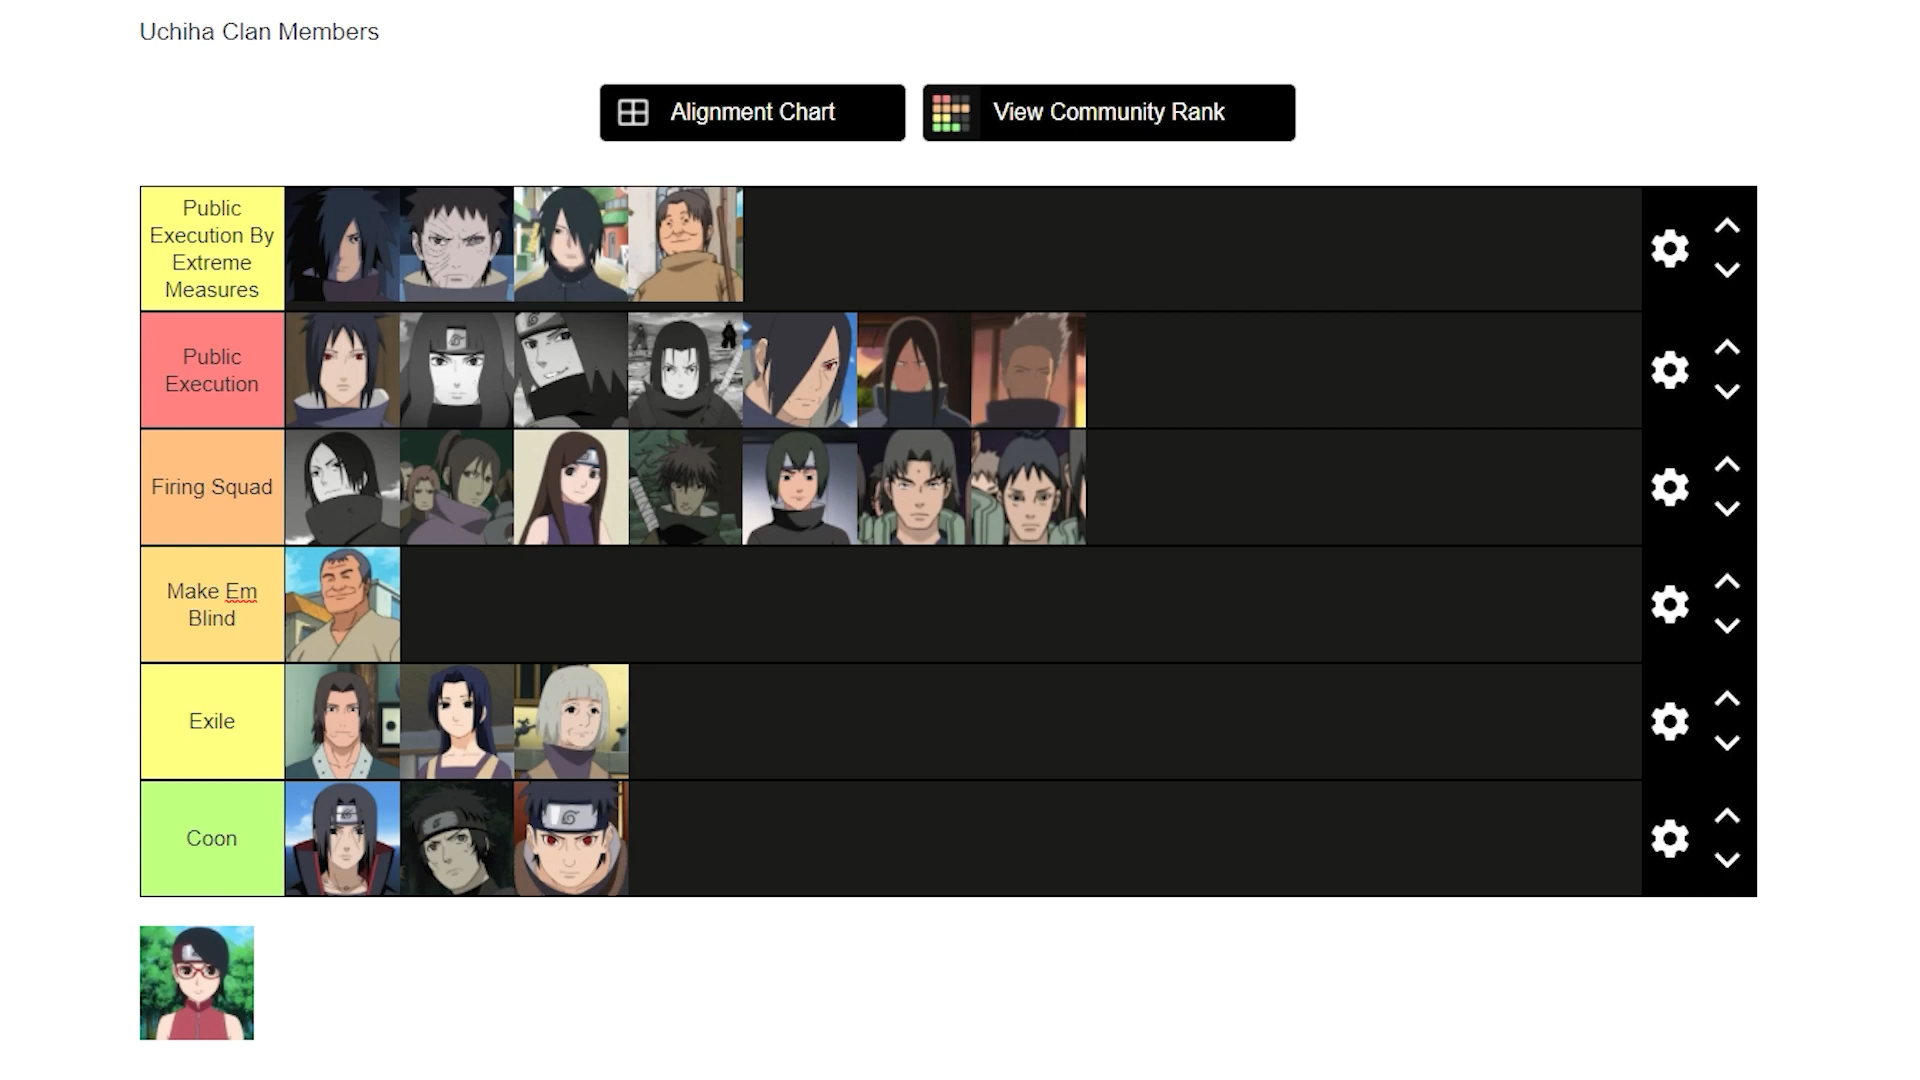 Uchiha Clan Members
Alignment Chart
View Community Rank
Public
Execution By
Extreme
Measures
Public
Execution
Firing Squad
Make Em
Blind
Exile
Coon